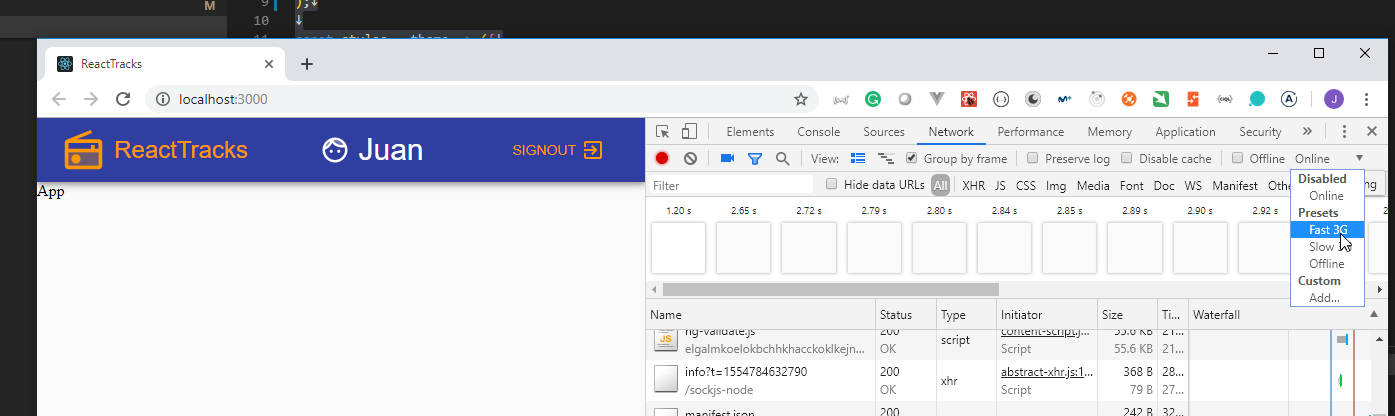 M
9 );↓
10 ↓
11 const styles = theme => ({↓
ReactTracks
localhost:3000
J
ReactTracks
Juan
SIGNOUT
App
Elements Console Sources Network Performance Memory Application Security »
View: Group by frame Preserve log Disable cache Offline Online
Filter Hide data URLs All XHR JS CSS Img Media Font Doc WS Manifest Othe
Disabled
Online
Presets
Fast 3G
Slow
Offline
Custom
Add...
1.20 s 2.65 s 2.72 s 2.79 s 2.80 s 2.84 s 2.85 s 2.89 s 2.90 s 2.92 s
Name Status Type Initiator Size Ti... Waterfall
ng-validate.js 200 script content-script.j... 55.6 KB 21...
elgalmkoelokbchhkhacckoklkejn... OK Script 55.6 KB 21...
info?t=1554784632790 200 xhr abstract-xhr.js:1... 368 B 28...
/sockjs-node OK Script 79 B 27...
manifest.json 200 242 B 32...